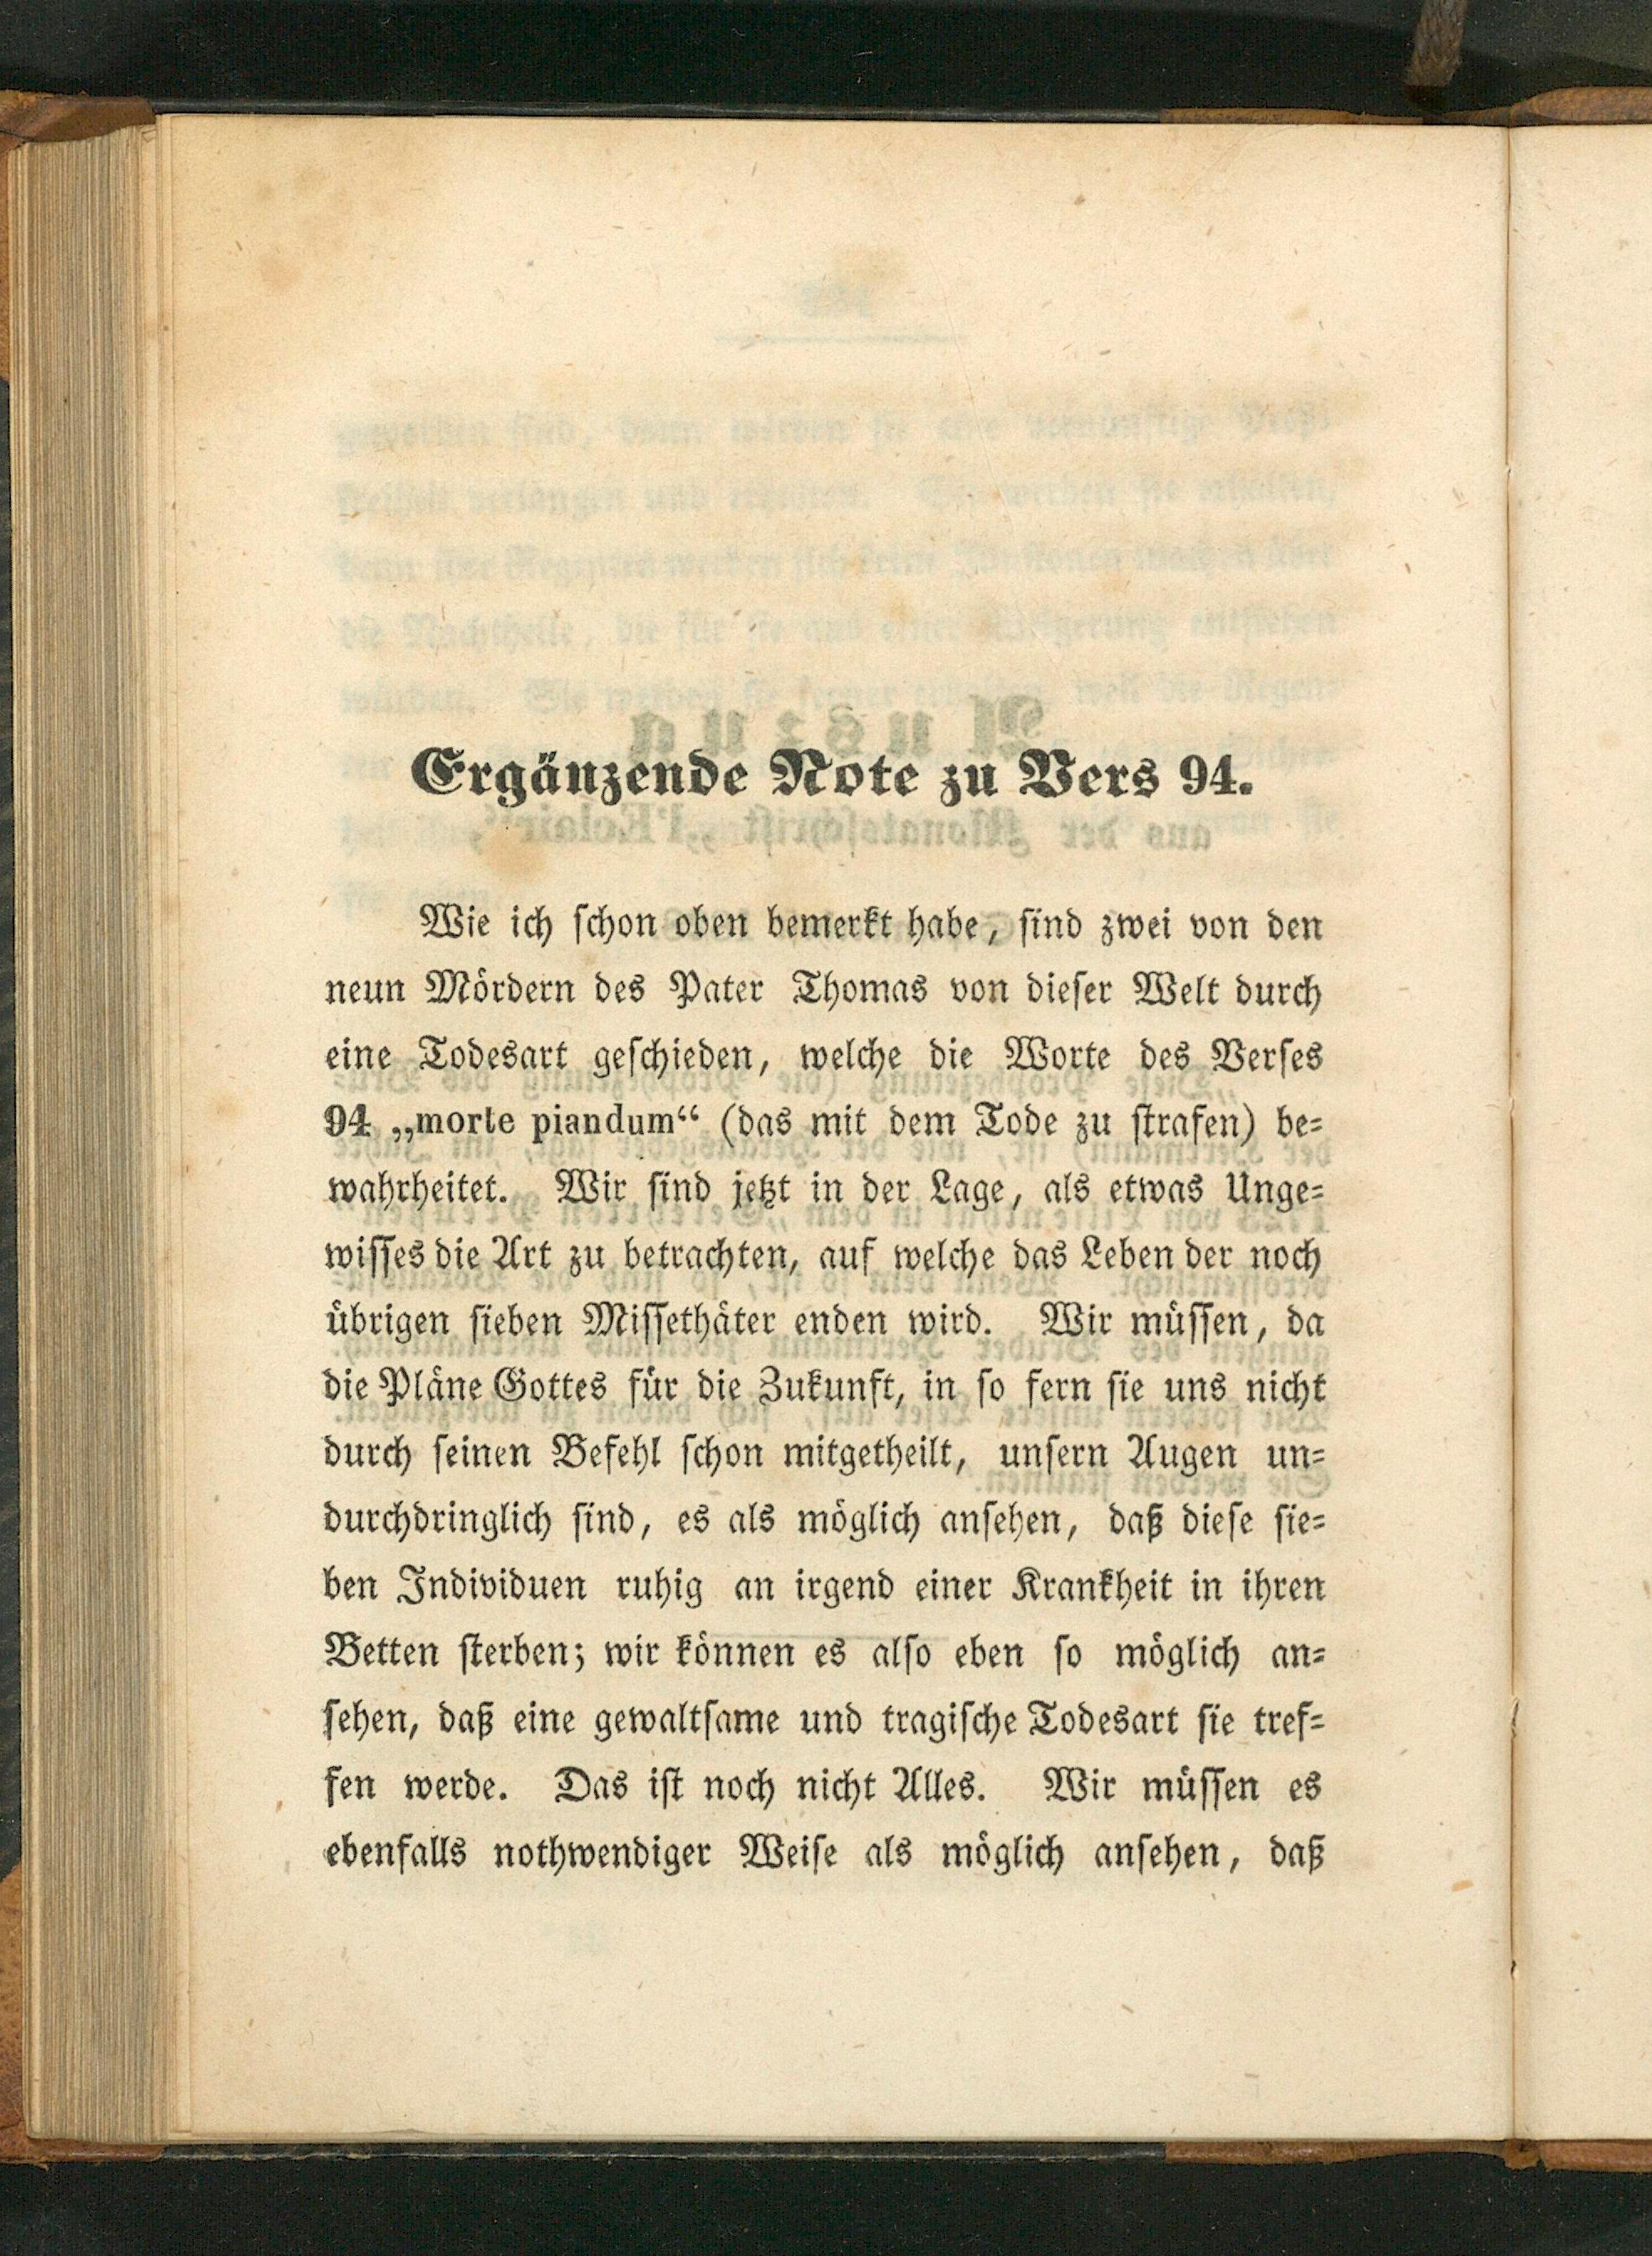 Ergänzende Note zu Vers 94.
Wie ich schon oben bemerkt habe, sind zwei von den
neun Mördern des Pater Thomas von dieser Welt durch
eine Todesart geschieden, welche die Worte des Verses
94 „morte piandum“ (das mit dem Tode zu strafen) be-
wahrheitet. Wir sind jetzt in der Lage, als etwas Unge-
wisses die Art zu betrachten, auf welche das Leben der noch
übrigen sieben Missethäter enden wird. Wir müssen, da
die Pläne Gottes für die Zukunft, in so fern sie uns nicht
durch seinen Befehl schon mitgetheilt, unsern Augen un-
durchdringlich sind, es als möglich ansehen, daß diese sie-
ben Individuen ruhig an irgend einer Krankheit in ihren
Betten sterben; wir können es also eben so möglich an-
sehen, daß eine gewaltsame und tragische Todesart sie tref-
fen werde. Das ist noch nicht Alles. Wir müssen es
ebenfalls nothwendiger Weise als möglich ansehen, daß